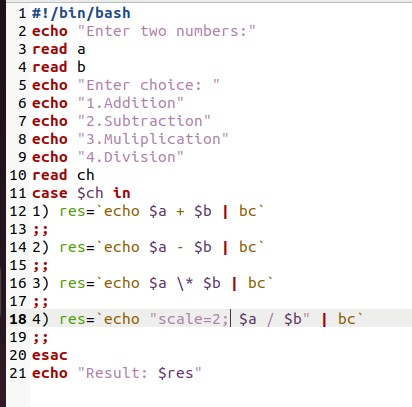 1 #!/bin/bash
2 echo "Enter two numbers:"
3 read a
4 read b
5 echo "Enter choice: "
6 echo "1.Addition"
7 echo "2.Subtraction"
8 echo "3.Muliplication"
9 echo "4.Division"
10 read ch
11 case $ch in
12 1) res=`echo $a + $b | bc`
13 ;;
14 2) res=`echo $a - $b | bc`
15 ;;
16 3) res=`echo $a \* $b | bc`
17 ;;
18 4) res=`echo "scale=2; $a / $b" | bc`
19 ;;
20 esac
21 echo "Result: $res"